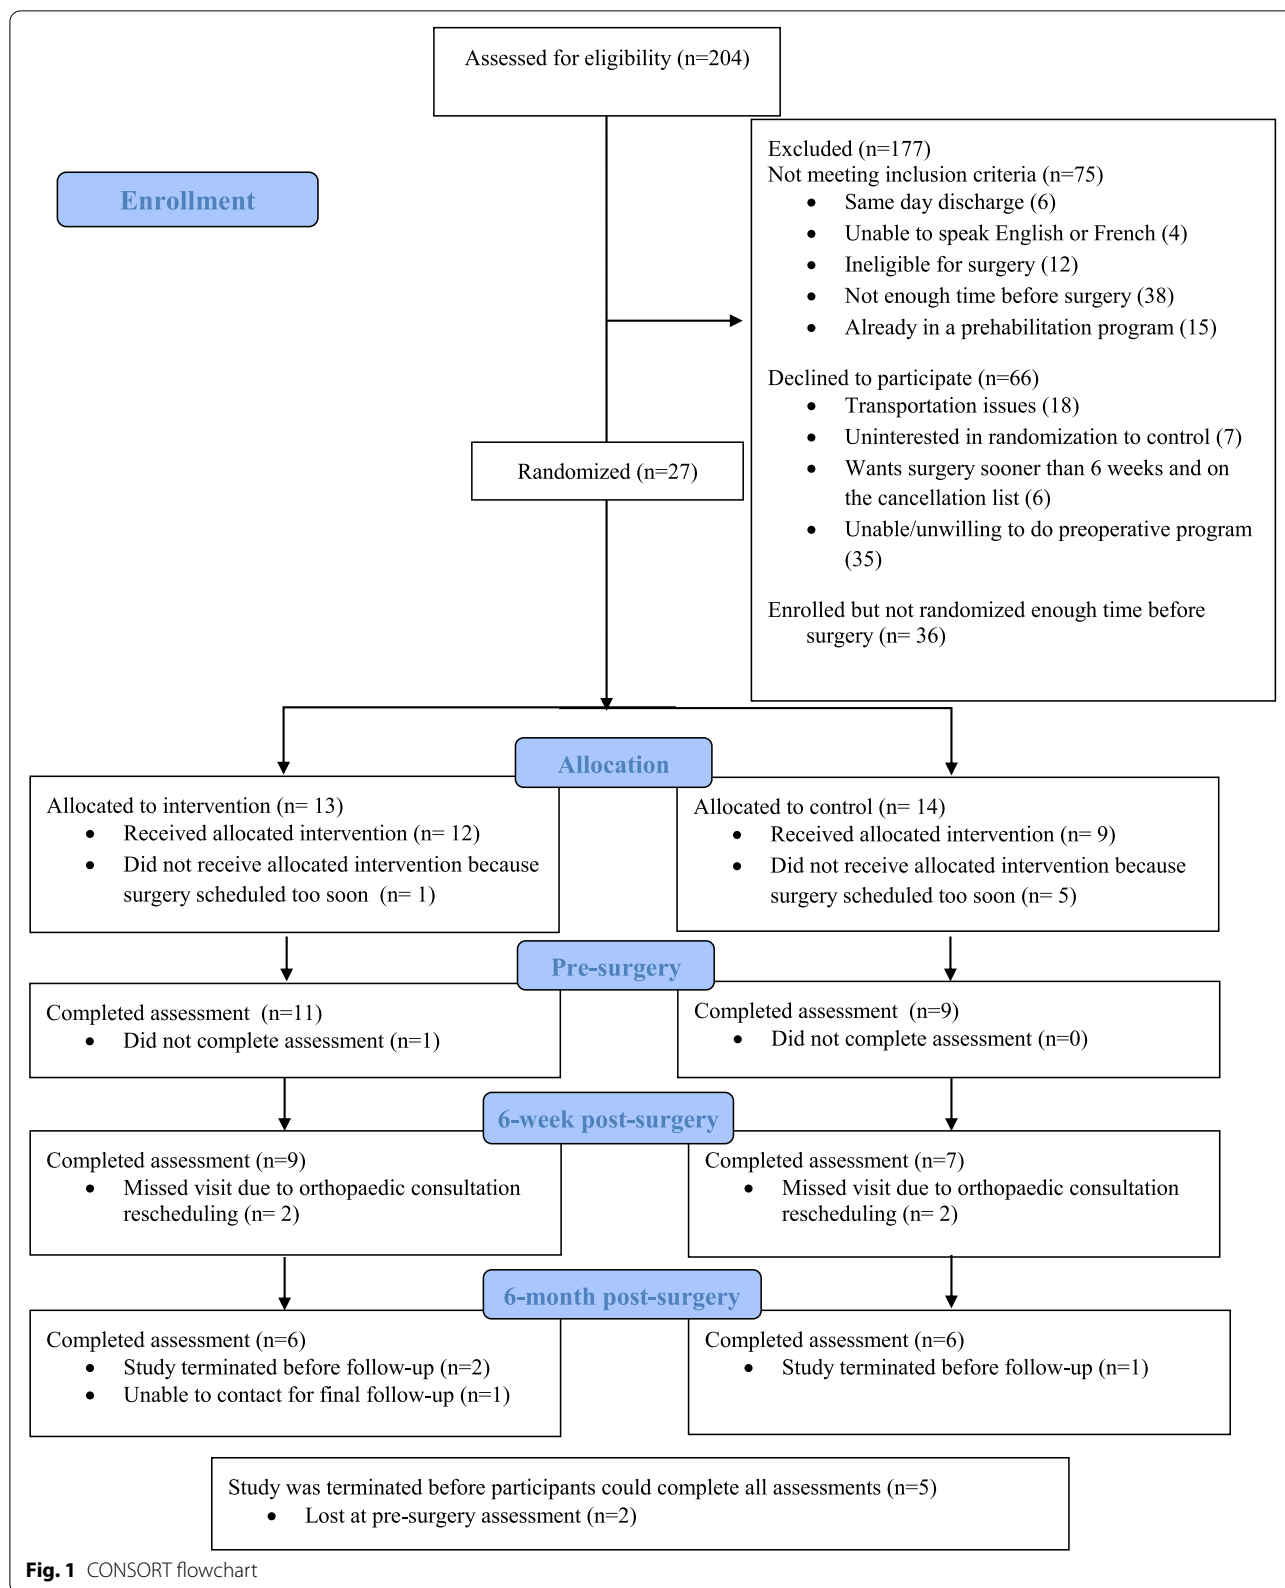 Assessed for eligibility (n=204)
Enrollment
Excluded (n=177)
Not meeting inclusion criteria (n=75)
• Same day discharge (6)
• Unable to speak English or French (4)
• Ineligible for surgery (12)
• Not enough time before surgery (38)
• Already in a prehabilitation program (15)
Declined to participate (n=66)
• Transportation issues (18)
• Uninterested in randomization to control (7)
• Wants surgery sooner than 6 weeks and on
the cancellation list (6)
• Unable/unwilling to do preoperative program
(35)
Enrolled but not randomized enough time before
surgery (n= 36)
Randomized (n=27)
Allocation
Allocated to intervention (n= 13)
• Received allocated intervention (n= 12)
• Did not receive allocated intervention because
surgery scheduled too soon (n= 1)
Allocated to control (n= 14)
• Received allocated intervention (n= 9)
• Did not receive allocated intervention because
surgery scheduled too soon (n= 5)
Pre-surgery
Completed assessment (n=11)
• Did not complete assessment (n=1)
Completed assessment (n=9)
• Did not complete assessment (n=0)
6-week post-surgery
Completed assessment (n=9)
• Missed visit due to orthopaedic consultation
rescheduling (n= 2)
Completed assessment (n=7)
• Missed visit due to orthopaedic consultation
rescheduling (n= 2)
6-month post-surgery
Completed assessment (n=6)
• Study terminated before follow-up (n=2)
• Unable to contact for final follow-up (n=1)
Completed assessment (n=6)
• Study terminated before follow-up (n=1)
Study was terminated before participants could complete all assessments (n=5)
• Lost at pre-surgery assessment (n=2)
Fig. 1 CONSORT flowchart